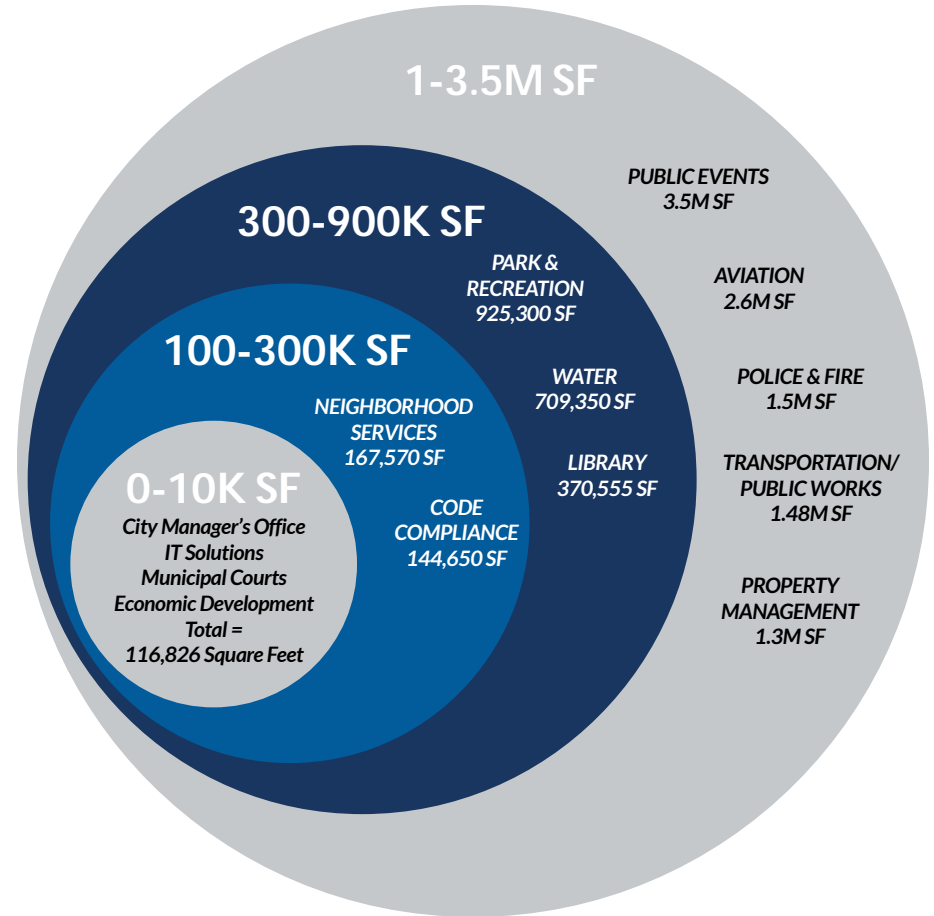 1-3.5M SF
PUBLIC EVENTS
3.5M SF
AVIATION
2.6M SF
POLICE & FIRE
1.5M SF
TRANSPORTATION/
PUBLIC WORKS
1.48M SF
PROPERTY
MANAGEMENT
1.3M SF
300-900K SF
PARK &
RECREATION
925,300 SF
WATER
709,350 SF
LIBRARY
370,555 SF
100-300K SF
NEIGHBORHOOD
SERVICES
167,570 SF
CODE
COMPLIANCE
144,650 SF
0-10K SF
City Manager's Office
IT Solutions
Municipal Courts
Economic Development
Total =
116,826 Square Feet